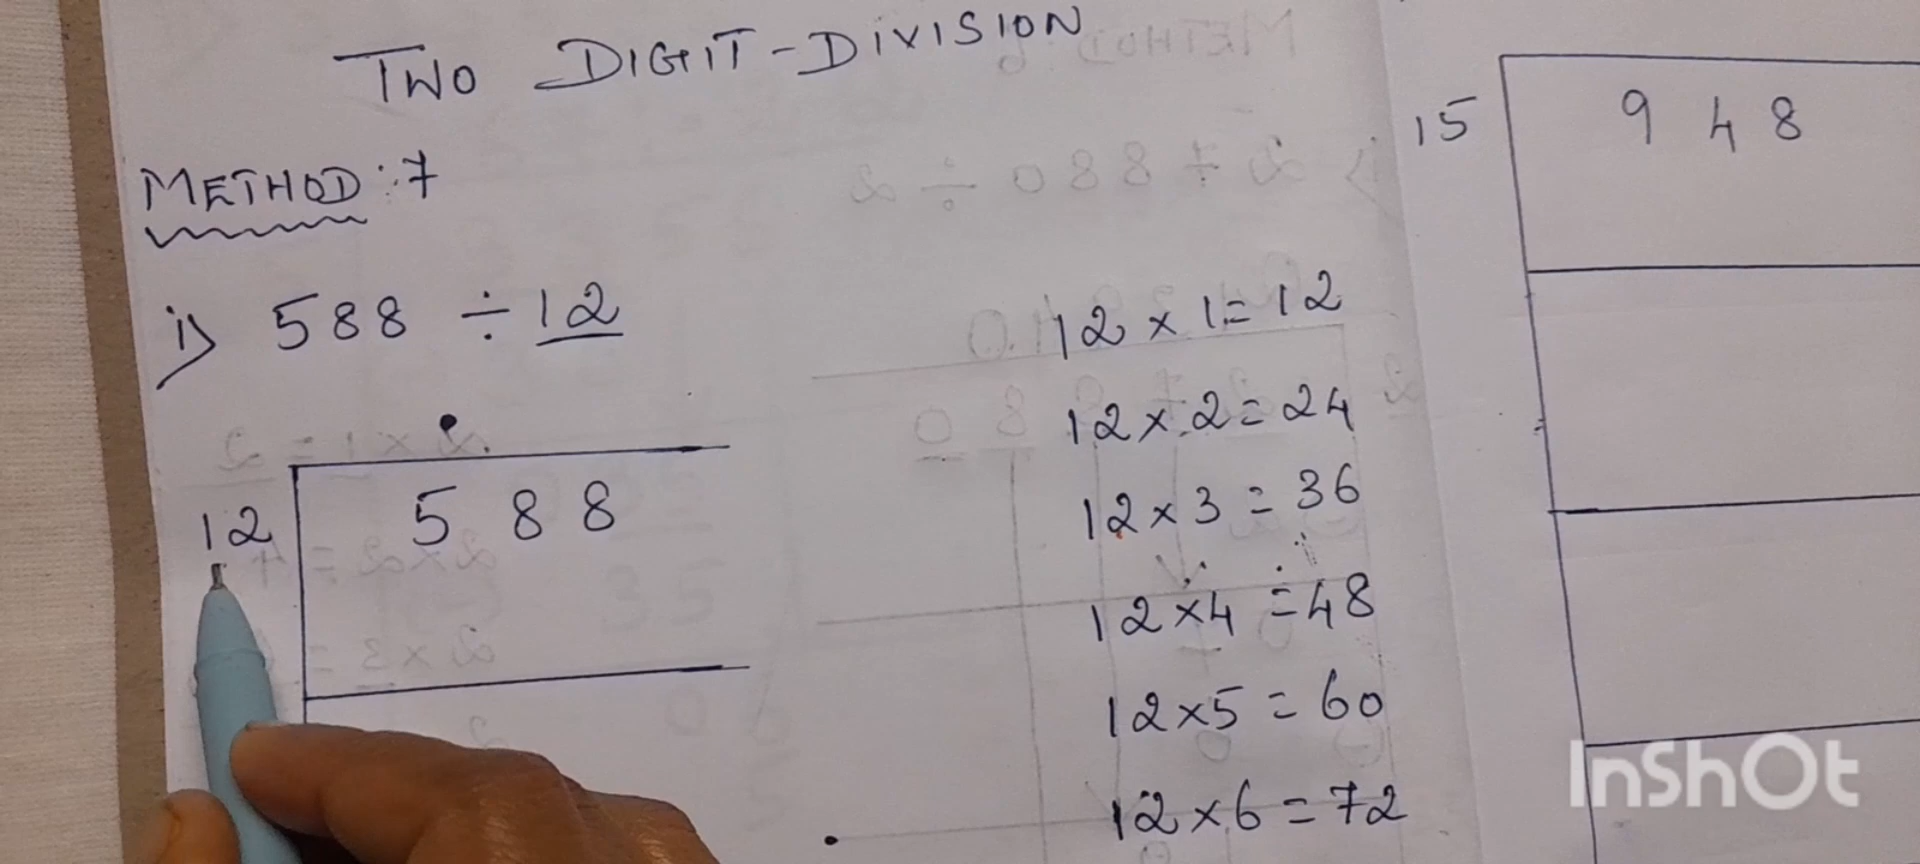 TWO DIGIT-DIVISION
METHOD:7
i) 588 ÷ 12
12 5 8 8
12 x 1 = 12
12 x 2 = 24
12 x 3 = 36
12 x 4 = 48
12 x 5 = 60
12 x 6 = 72
15 9 4 8
InShOt